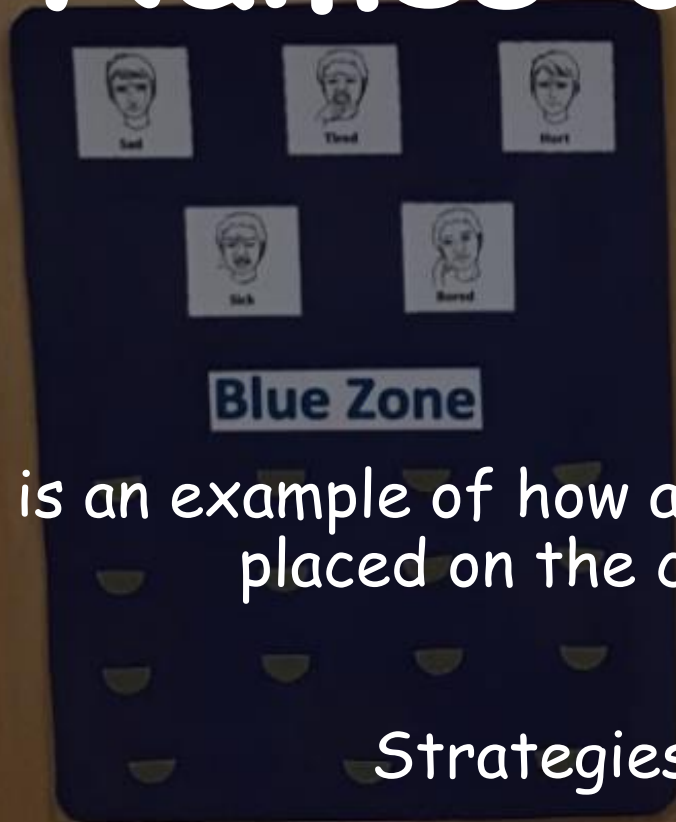 Sad Tired Hurt
Sick Bored
Blue Zone
is an example of how a
placed on the c
Strategies